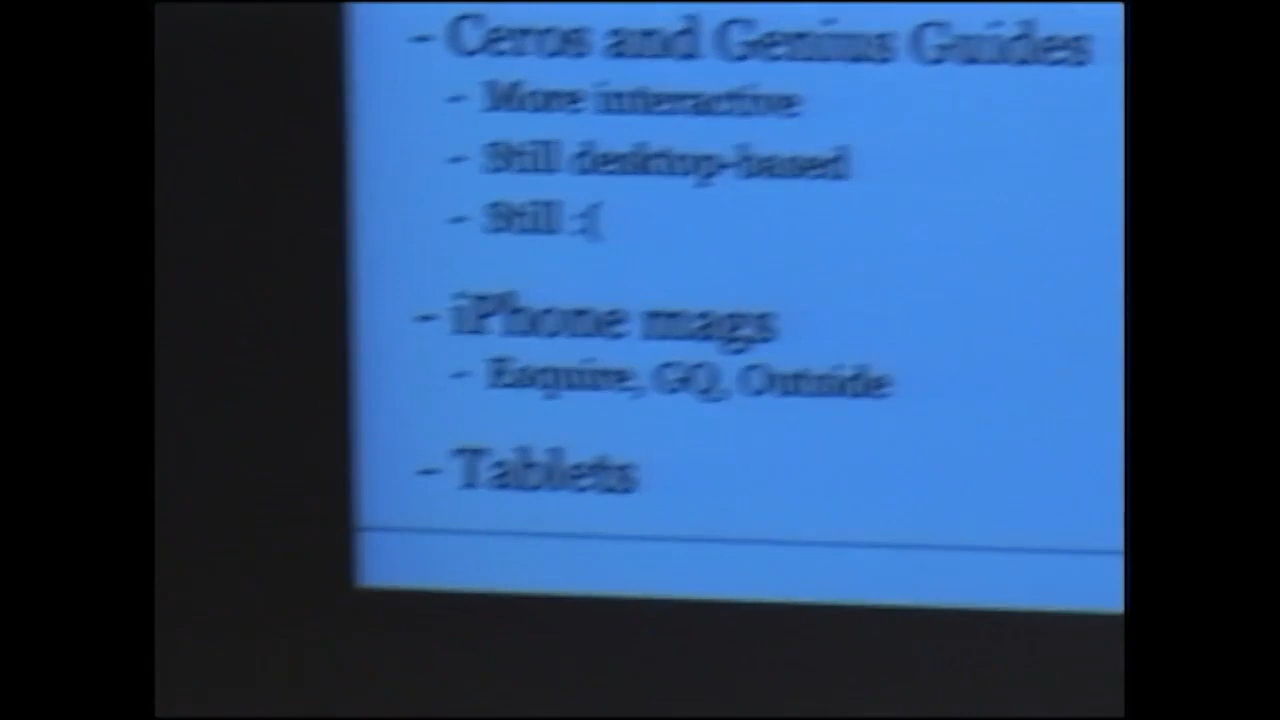 - Ceros and Genius Guides
- More interactive
- Still desktop-based
- Still :(
- iPhone mags
- Esquire, GQ, Outside
- Tablets